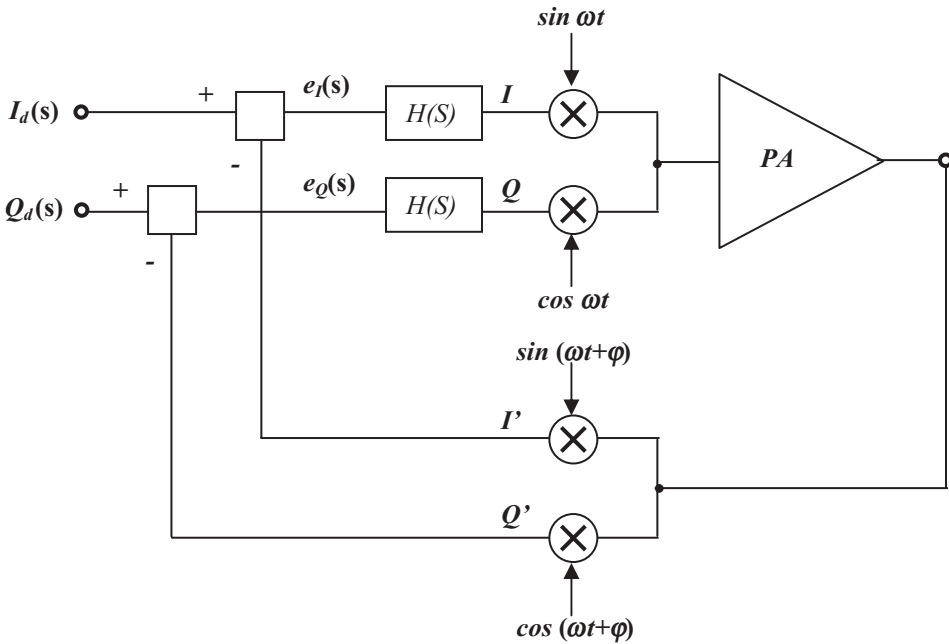 sin ωt
+
e_I(s)
I
I_d(s)
H(S)
-
PA
+
e_Q(s)
Q
Q_d(s)
H(S)
-
cos ωt
sin (ωt+φ)
I’
Q’
cos (ωt+φ)